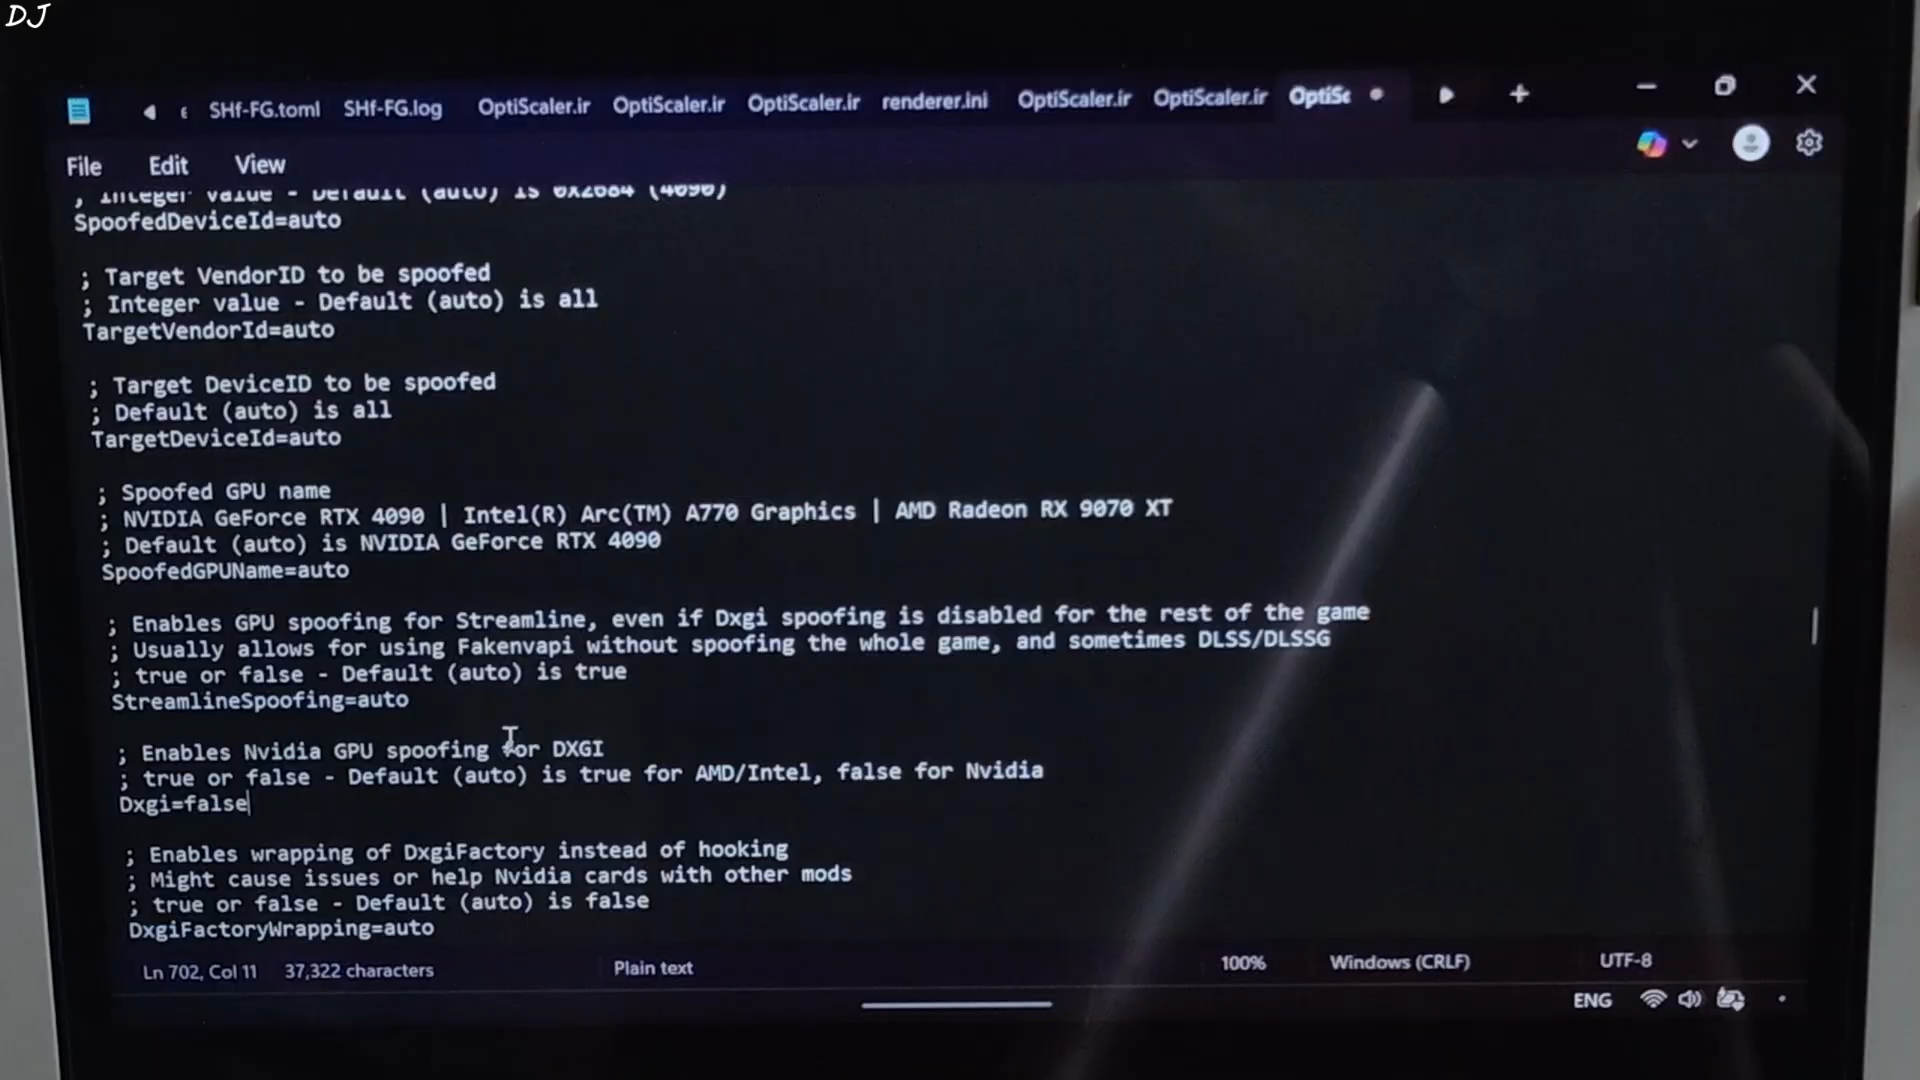 DJ
SHf-FG.toml SHf-FG.log OptiScaler.ir OptiScaler.ir OptiScaler.ir renderer.ini OptiScaler.ir OptiScaler.ir OptiSc
File Edit View
; Integer value - Default (auto) is 0x2684 (4090)
SpoofedDeviceId=auto
; Target VendorID to be spoofed
; Integer value - Default (auto) is all
TargetVendorId=auto
; Target DeviceID to be spoofed
; Default (auto) is all
TargetDeviceId=auto
; Spoofed GPU name
; NVIDIA GeForce RTX 4090 | Intel(R) Arc(TM) A770 Graphics | AMD Radeon RX 9070 XT
; Default (auto) is NVIDIA GeForce RTX 4090
SpoofedGPUName=auto
; Enables GPU spoofing for Streamline, even if Dxgi spoofing is disabled for the rest of the game
; Usually allows for using Fakenvapi without spoofing the whole game, and sometimes DLSS/DLSSG
; true or false - Default (auto) is true
StreamlineSpoofing=auto
; Enables Nvidia GPU spoofing for DXGI
; true or false - Default (auto) is true for AMD/Intel, false for Nvidia
Dxgi=false
; Enables wrapping of DxgiFactory instead of hooking
; Might cause issues or help Nvidia cards with other mods
; true or false - Default (auto) is false
DxgiFactoryWrapping=auto
Ln 702, Col 11 37,322 characters Plain text 100% Windows (CRLF) UTF-8
ENG